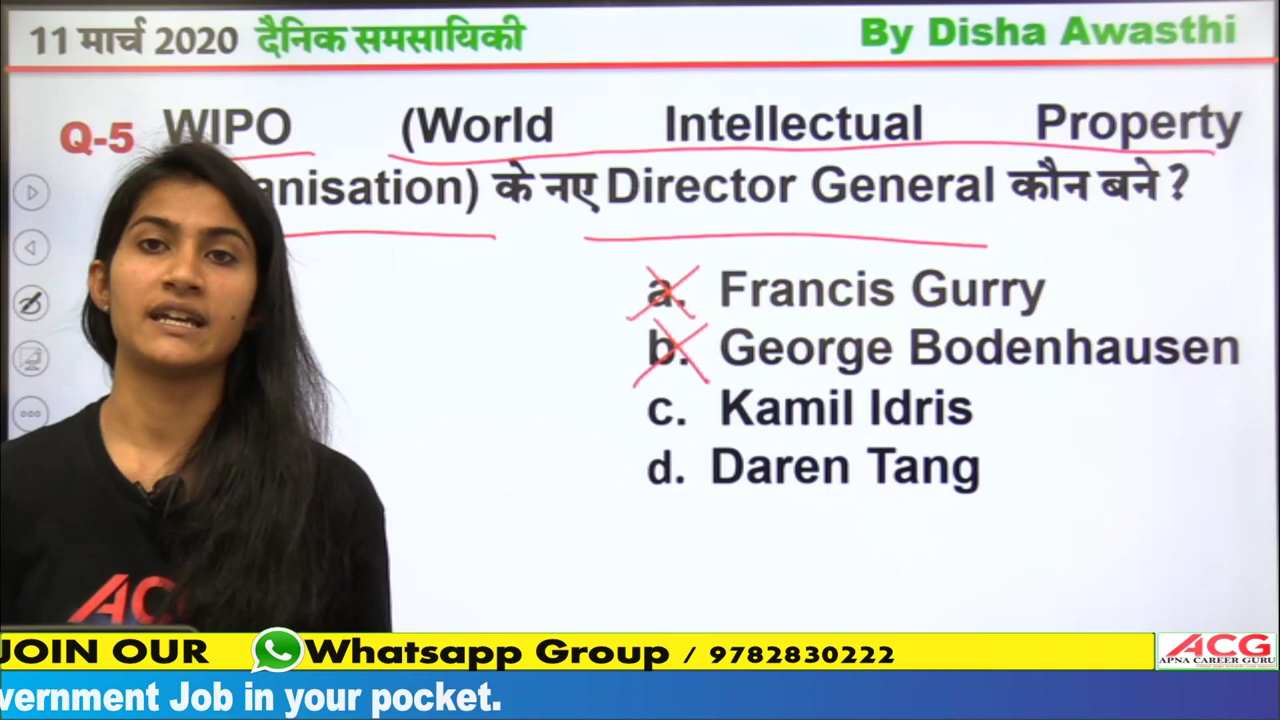 11 मार्च 2020 दैनिक समसायिकी By Disha Awasthi
Q-5 WIPO (World Intellectual Property
anisation) के नए Director General कौन बने ?
a. Francis Gurry
b. George Bodenhausen
c. Kamil Idris
d. Daren Tang
AC
JOIN OUR Whatsapp Group / 9782830222
ACG
APNA CAREER GURU
vernment Job in your pocket.